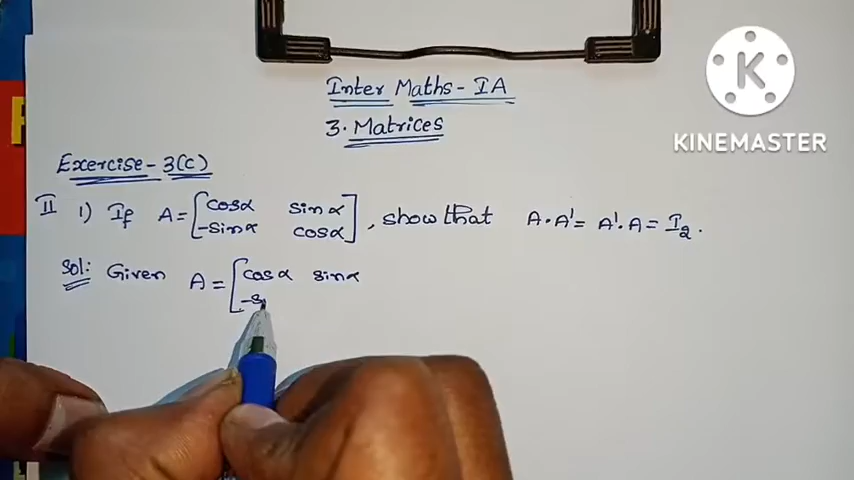 Inter Maths - IA
3. Matrices
KINEMASTER
Exercise - 3(c)
II 1) If A = [cosα sinα
-sinα cosα], show that A·A' = A'·A = I₂.
Sol: Given A = [cosα sinα
-s